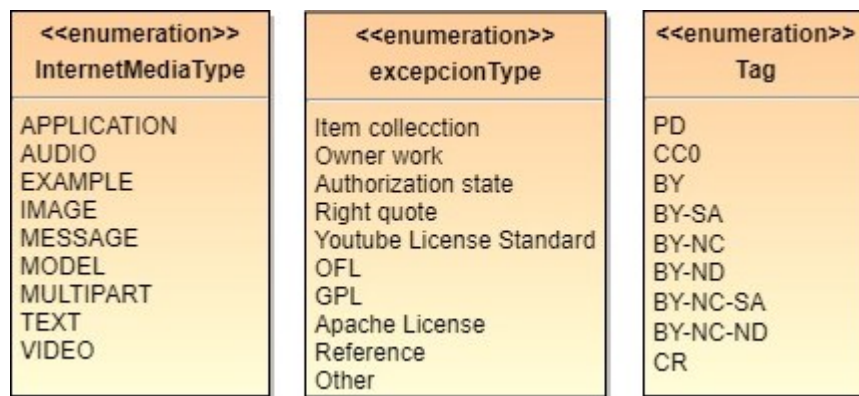 <<enumeration>>
InternetMediaType
APPLICATION
AUDIO
EXAMPLE
IMAGE
MESSAGE
MODEL
MULTIPART
TEXT
VIDEO
<<enumeration>>
excepcionType
Item collecction
Owner work
Authorization state
Right quote
Youtube License Standard
OFL
GPL
Apache License
Reference
Other
<<enumeration>>
Tag
PD
CC0
BY
BY-SA
BY-NC
BY-ND
BY-NC-SA
BY-NC-ND
CR